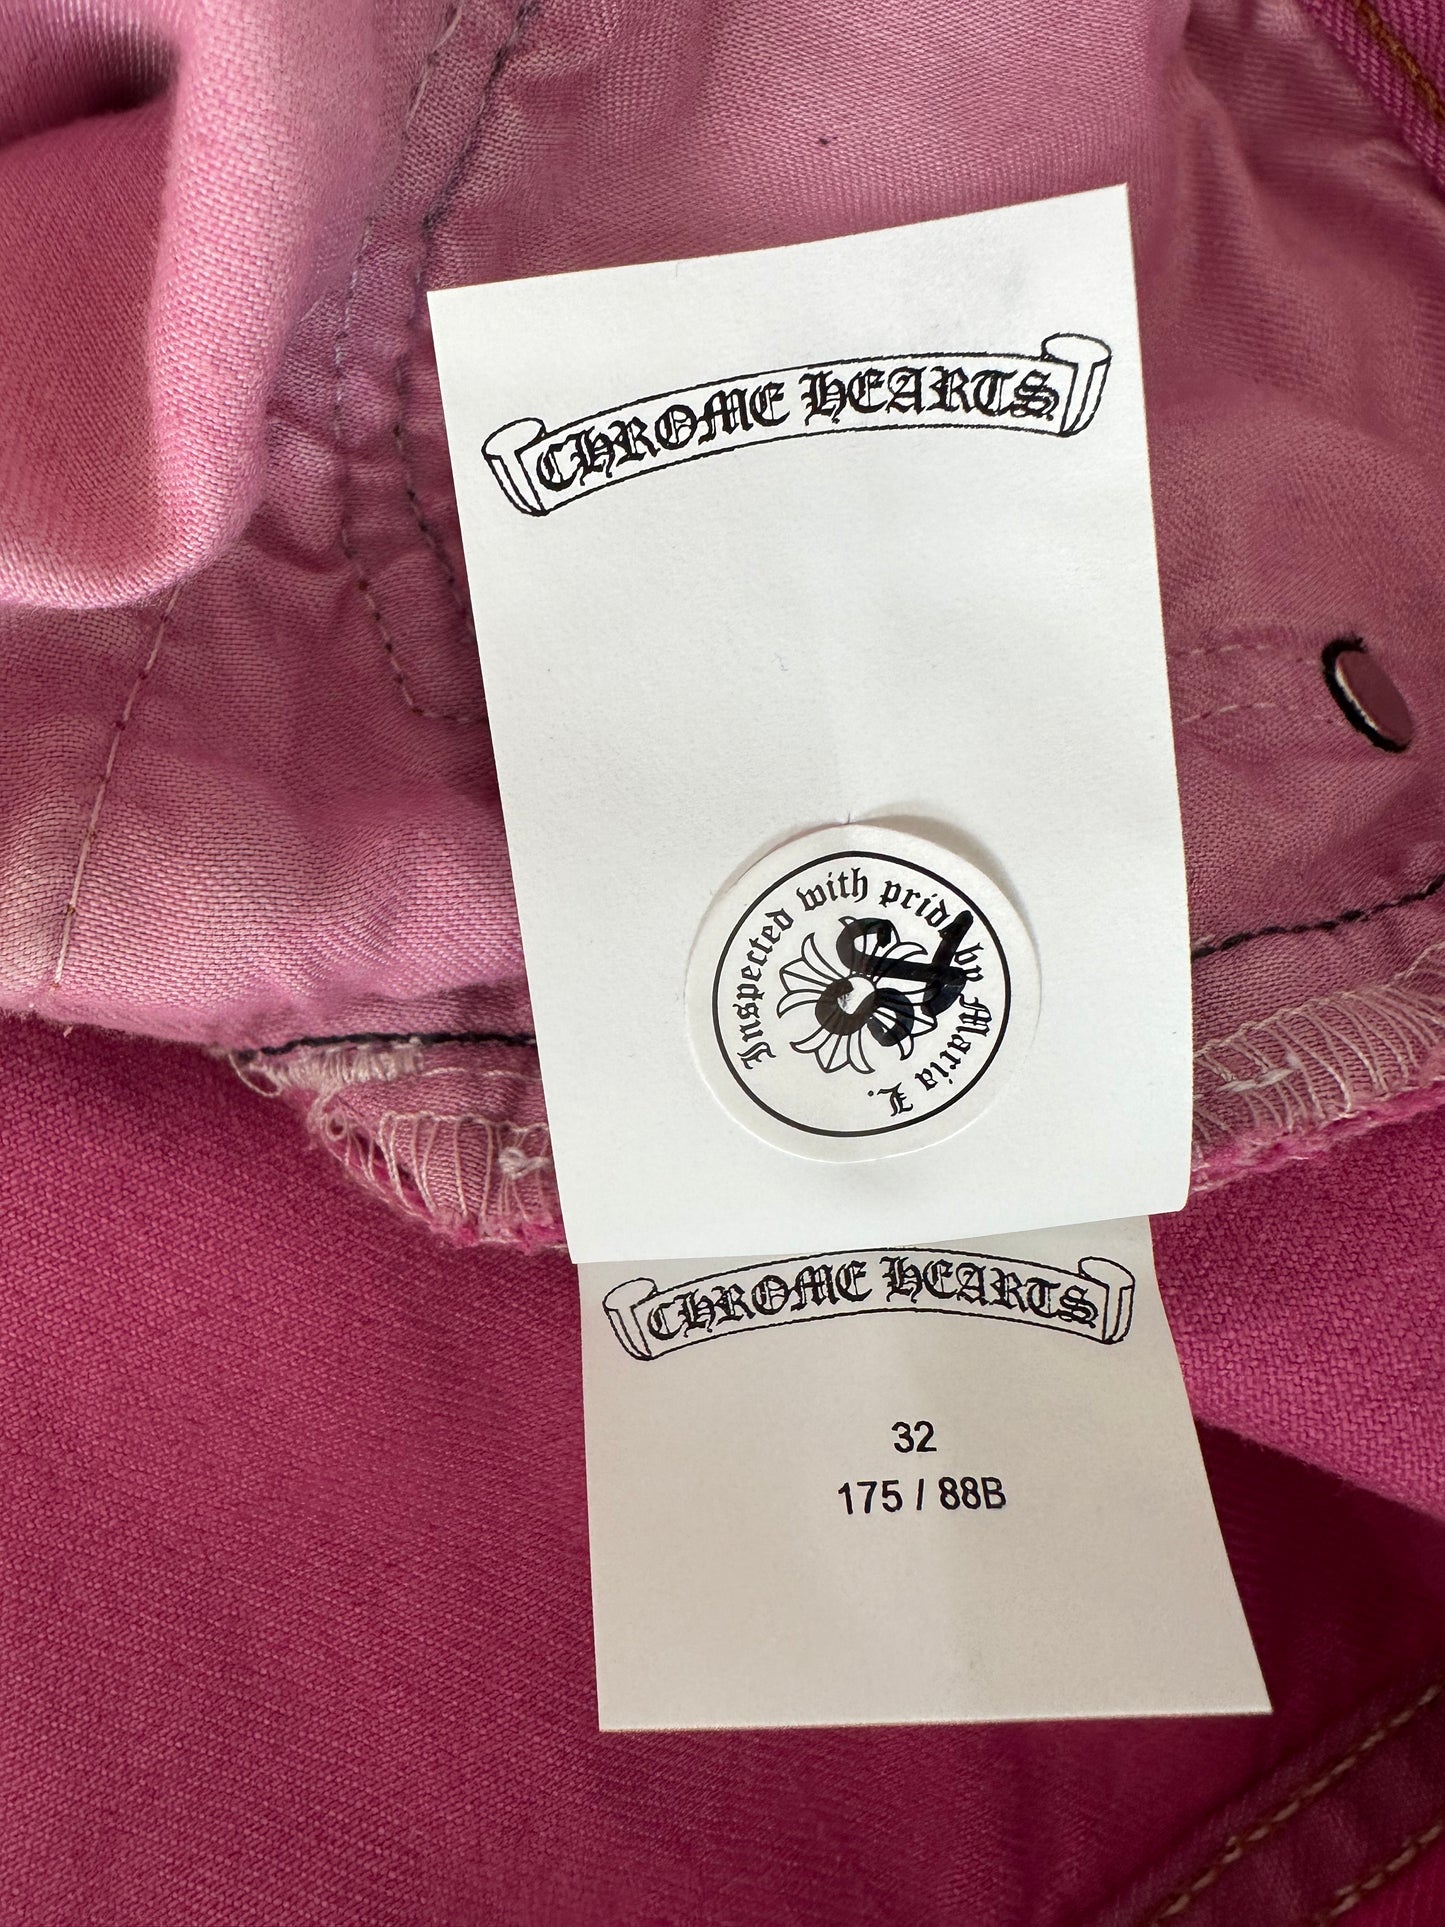 CHROME HEARTS
Inspected with pride by Maria L.
CHROME HEARTS
32
175 / 88B